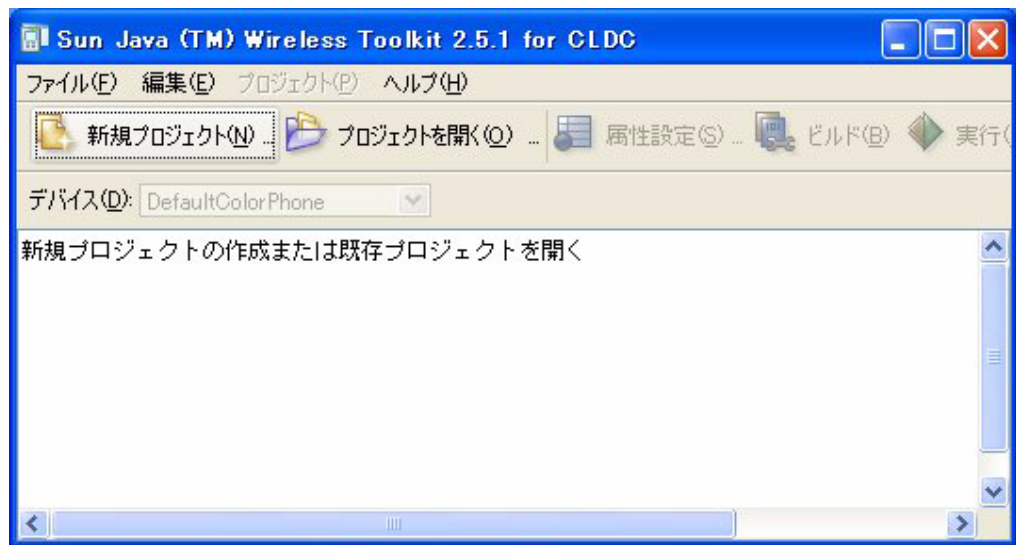 Sun Java (TM) Wireless Toolkit 2.5.1 for CLDC
ファイル(F) 編集(E) プロジェクト(P) ヘルプ(H)
新規プロジェクト(N) ... プロジェクトを開く(O) ... 属性設定(S) ... ビルド(B) 実行(
デバイス(D): DefaultColorPhone
新規プロジェクトの作成または既存プロジェクトを開く